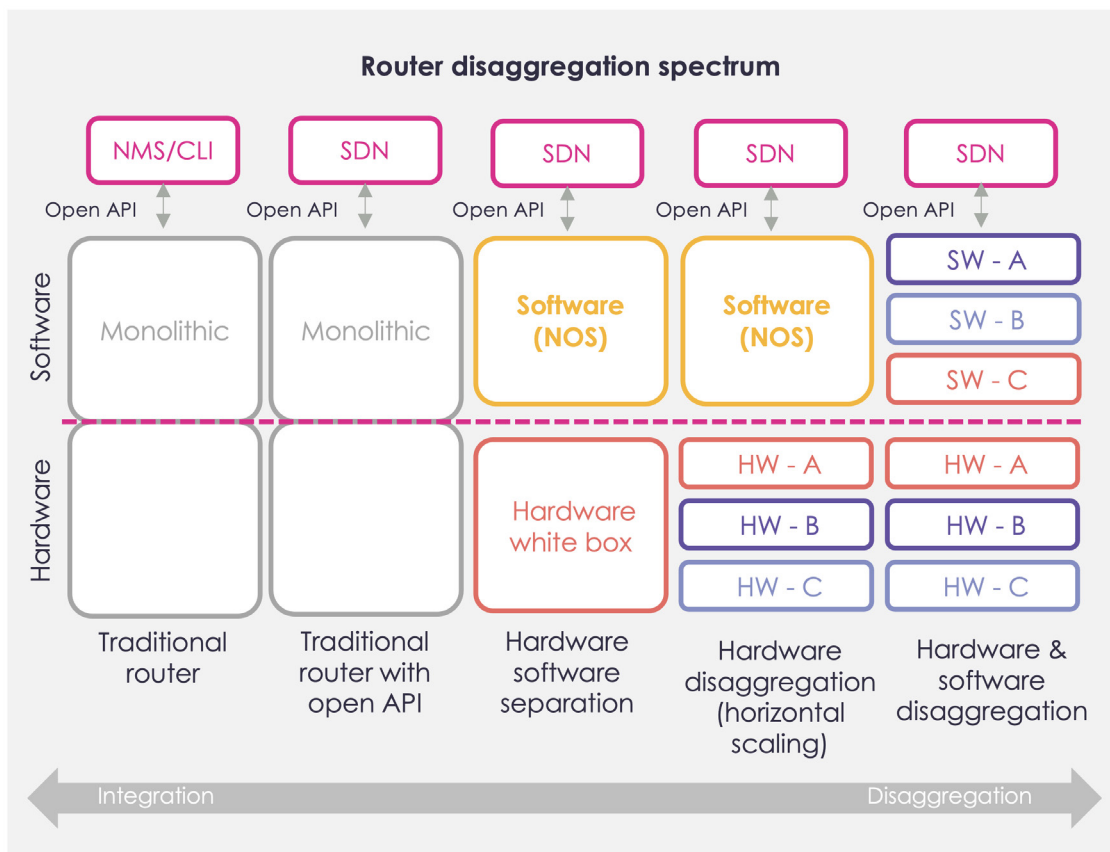 Router disaggregation spectrum
NMS/CLI
SDN
SDN
SDN
SDN
Open API
Open API
Open API
Open API
Open API
Software
Monolithic
Monolithic
Software
(NOS)
Software
(NOS)
SW - A
SW - B
SW - C
Hardware
Hardware
white box
HW - A
HW - B
HW - C
HW - A
HW - B
HW - C
Traditional
router
Traditional
router with
open API
Hardware
software
separation
Hardware
disaggregation
(horizontal
scaling)
Hardware &
software
disaggregation
Integration
Disaggregation